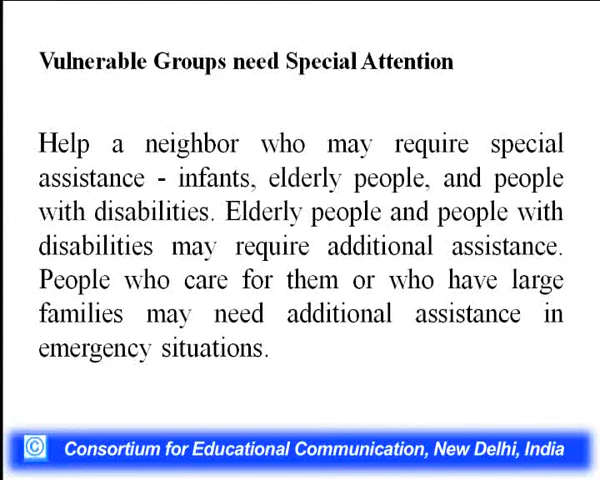 Vulnerable Groups need Special Attention
Help a neighbor who may require special
assistance - infants, elderly people, and people
with disabilities. Elderly people and people with
disabilities may require additional assistance.
People who care for them or who have large
families may need additional assistance in
emergency situations.
© Consortium for Educational Communication, New Delhi, India